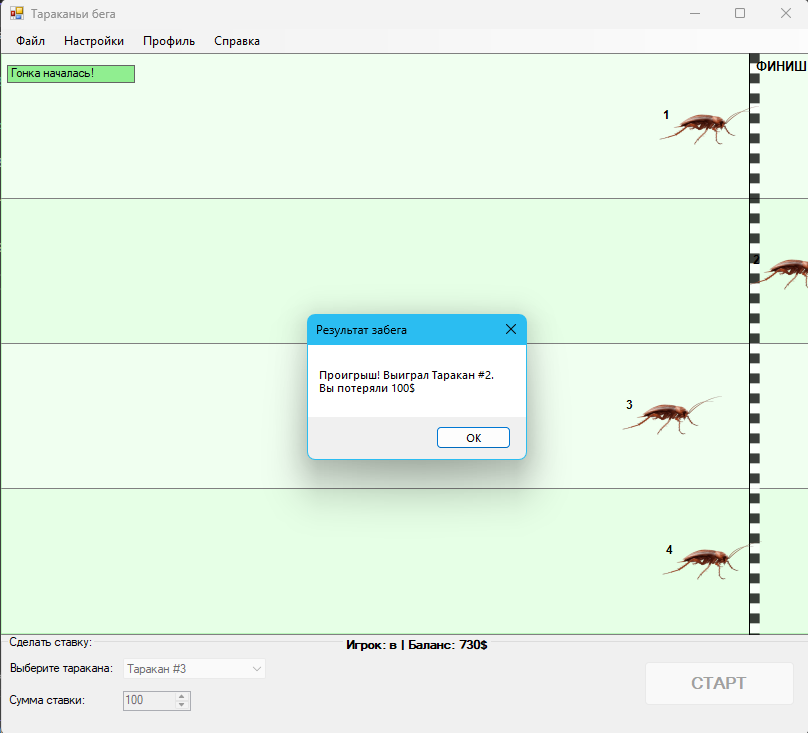 Тараканьи бега
Файл Настройки Профиль Справка
Гонка началась!
ФИНИШ
1
2
3
4
Результат забега
Проигрыш! Выиграл Таракан #2.
Вы потеряли 100$
OK
Сделать ставку:
Игрок: в | Баланс: 730$
Выберите таракана: Таракан #3
Сумма ставки: 100
СТАРТ